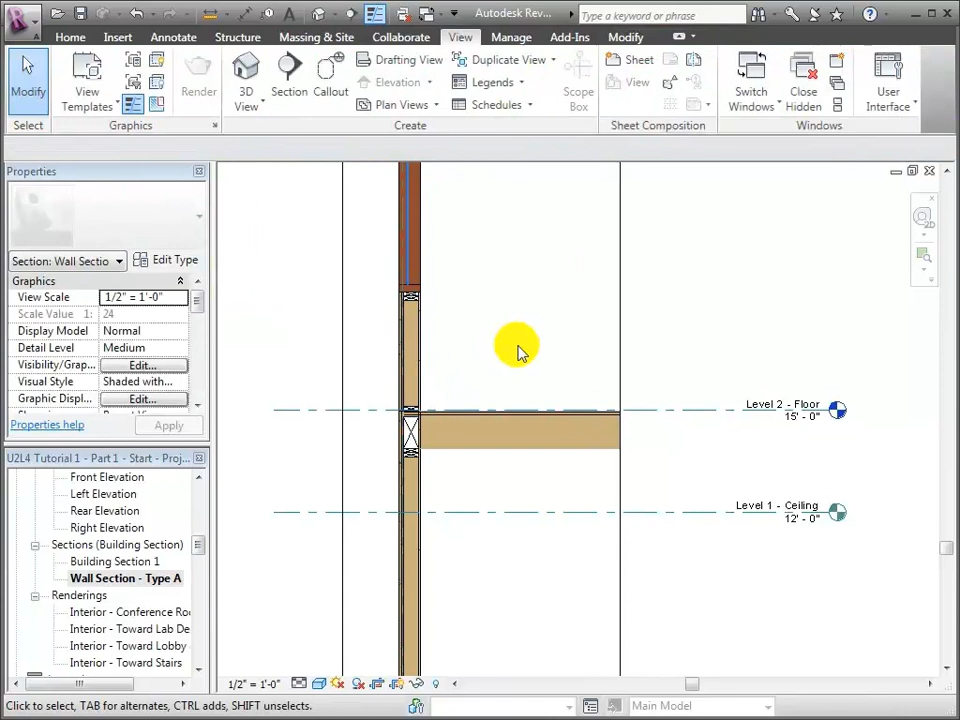 Autodesk Rev...
Type a keyword or phrase
Home
Insert
Annotate
Structure
Massing & Site
Collaborate
View
Manage
Add-Ins
Modify
Modify
View
Templates
Render
3D
View
Section
Callout
Drafting View
Elevation
Plan Views
Duplicate View
Legends
Schedules
Scope
Box
Sheet
View
Switch
Windows
Close
Hidden
User
Interface
Select
Graphics
Create
Sheet Composition
Windows
Properties
Section: Wall Sectio
Edit Type
Graphics
View Scale
1/2" = 1'-0"
Scale Value 1:
24
Display Model
Normal
Detail Level
Medium
Visibility/Grap...
Edit...
Visual Style
Shaded with...
Graphic Displ...
Edit...
Properties help
Apply
U2L4 Tutorial 1 - Part 1 - Start - Proj...
Front Elevation
Left Elevation
Rear Elevation
Right Elevation
Sections (Building Section)
Building Section 1
Wall Section - Type A
Renderings
Interior - Conference Ro
Interior - Toward Lab De
Interior - Toward Lobby
Interior - Toward Stairs
Level 2 - Floor
15' - 0"
Level 1 - Ceiling
12' - 0"
2D
1/2" = 1'-0"
Click to select, TAB for alternates, CTRL adds, SHIFT unselects.
Main Model